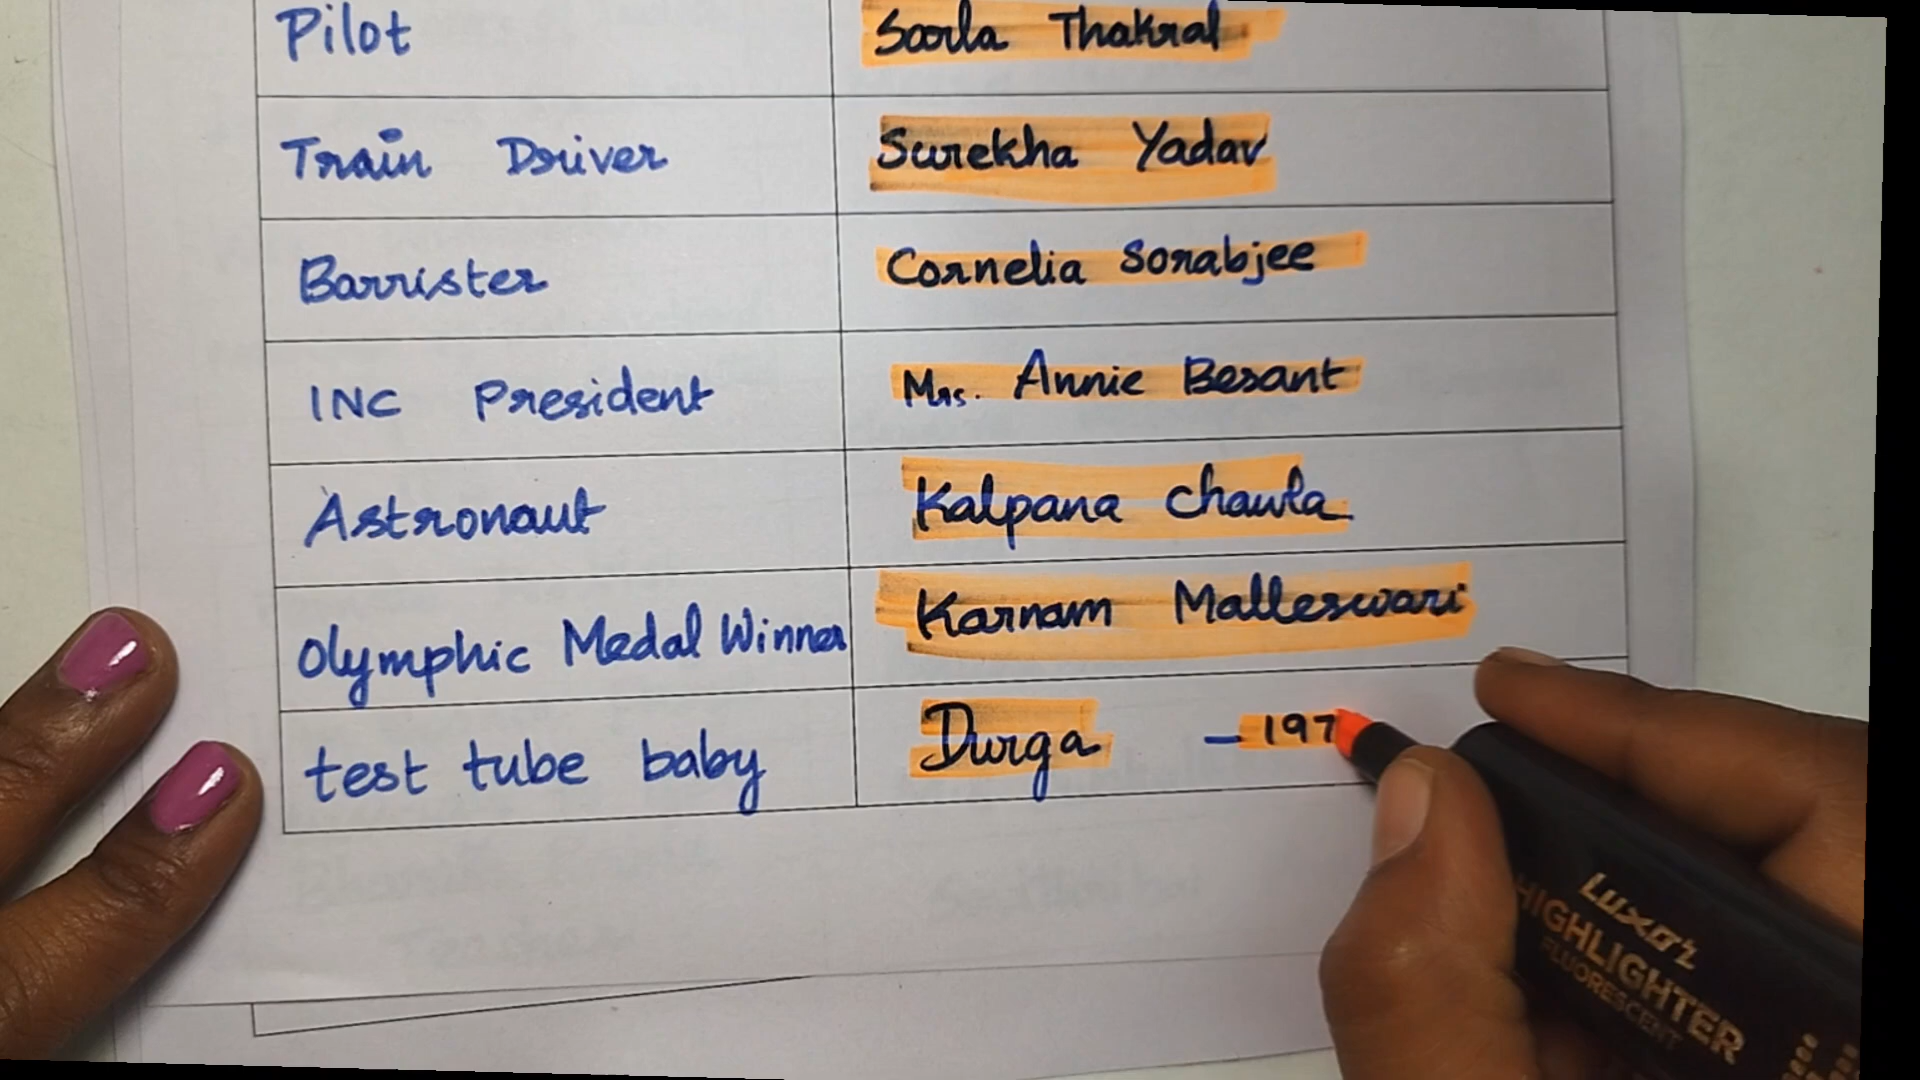 Pilot Sarla Thakral
Train Driver Surekha Yadav
Barrister Cornelia Sorabjee
INC President Mrs. Annie Besant
Astronaut Kalpana Chawla
Olymphic Medal Winner Karnam Malleswari
test tube baby Durga - 197
Luxor
HIGHLIGHTER
FLUORESCENT